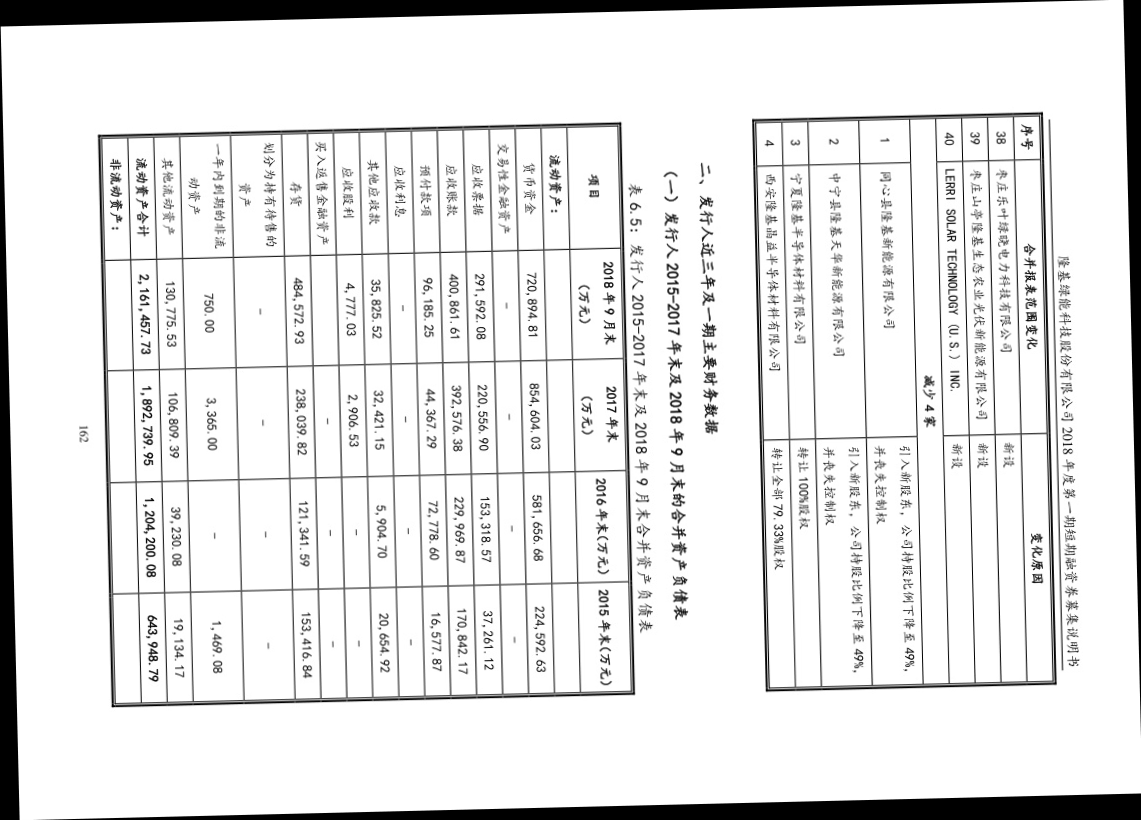 隆基绿能科技股份有限公司 2018 年度第一期短期融资券募集说明书
序号 合并报表范围变化 变化原因
38 枣庄乐叶绿晓电力科技有限公司 新设
39 枣庄山亭隆基生态农业光伏新能源有限公司 新设
40 LERRI SOLAR TECHNOLOGY (U.S.) INC. 新设
减少 4 家
1 同心县隆基新能源有限公司 引入新股东，公司持股比例下降至 49%，
并丧失控制权
2 中宁县隆基天华新能源有限公司 引入新股东，公司持股比例下降至 49%，
并丧失控制权
3 宁夏隆基半导体材料有限公司 转让 100%股权
4 西安隆基晶益半导体材料有限公司 转让全部 79.33%股权
二、发行人近三年及一期主要财务数据
（一）发行人 2015-2017 年末及 2018 年 9 月末的合并资产负债表
表 6.5：发行人 2015-2017 年末及 2018 年 9 月末合并资产负债表
项目 2018 年 9 月末（万元） 2017 年末（万元） 2016 年末(万元) 2015 年末(万元)
流动资产：
货币资金 720,894.81 854,604.03 581,656.68 224,592.63
交易性金融资产 - - - -
应收票据 291,592.08 220,556.90 153,318.57 37,261.12
应收账款 400,861.61 392,576.38 229,969.87 170,842.17
预付款项 96,185.25 44,367.29 72,778.60 16,577.87
应收利息 - - - -
其他应收款 35,825.52 32,421.15 5,904.70 20,654.92
应收股利 4,777.03 2,906.53 - -
买入返售金融资产 - - -
存货 484,572.93 238,039.82 121,341.59 153,416.84
划分为持有待售的资产 - - - -
一年内到期的非流动资产 750.00 3,365.00 - 1,469.08
其他流动资产 130,775.53 106,809.39 39,230.08 19,134.17
流动资产合计 2,161,457.73 1,892,739.95 1,204,200.08 643,948.79
非流动资产：
162